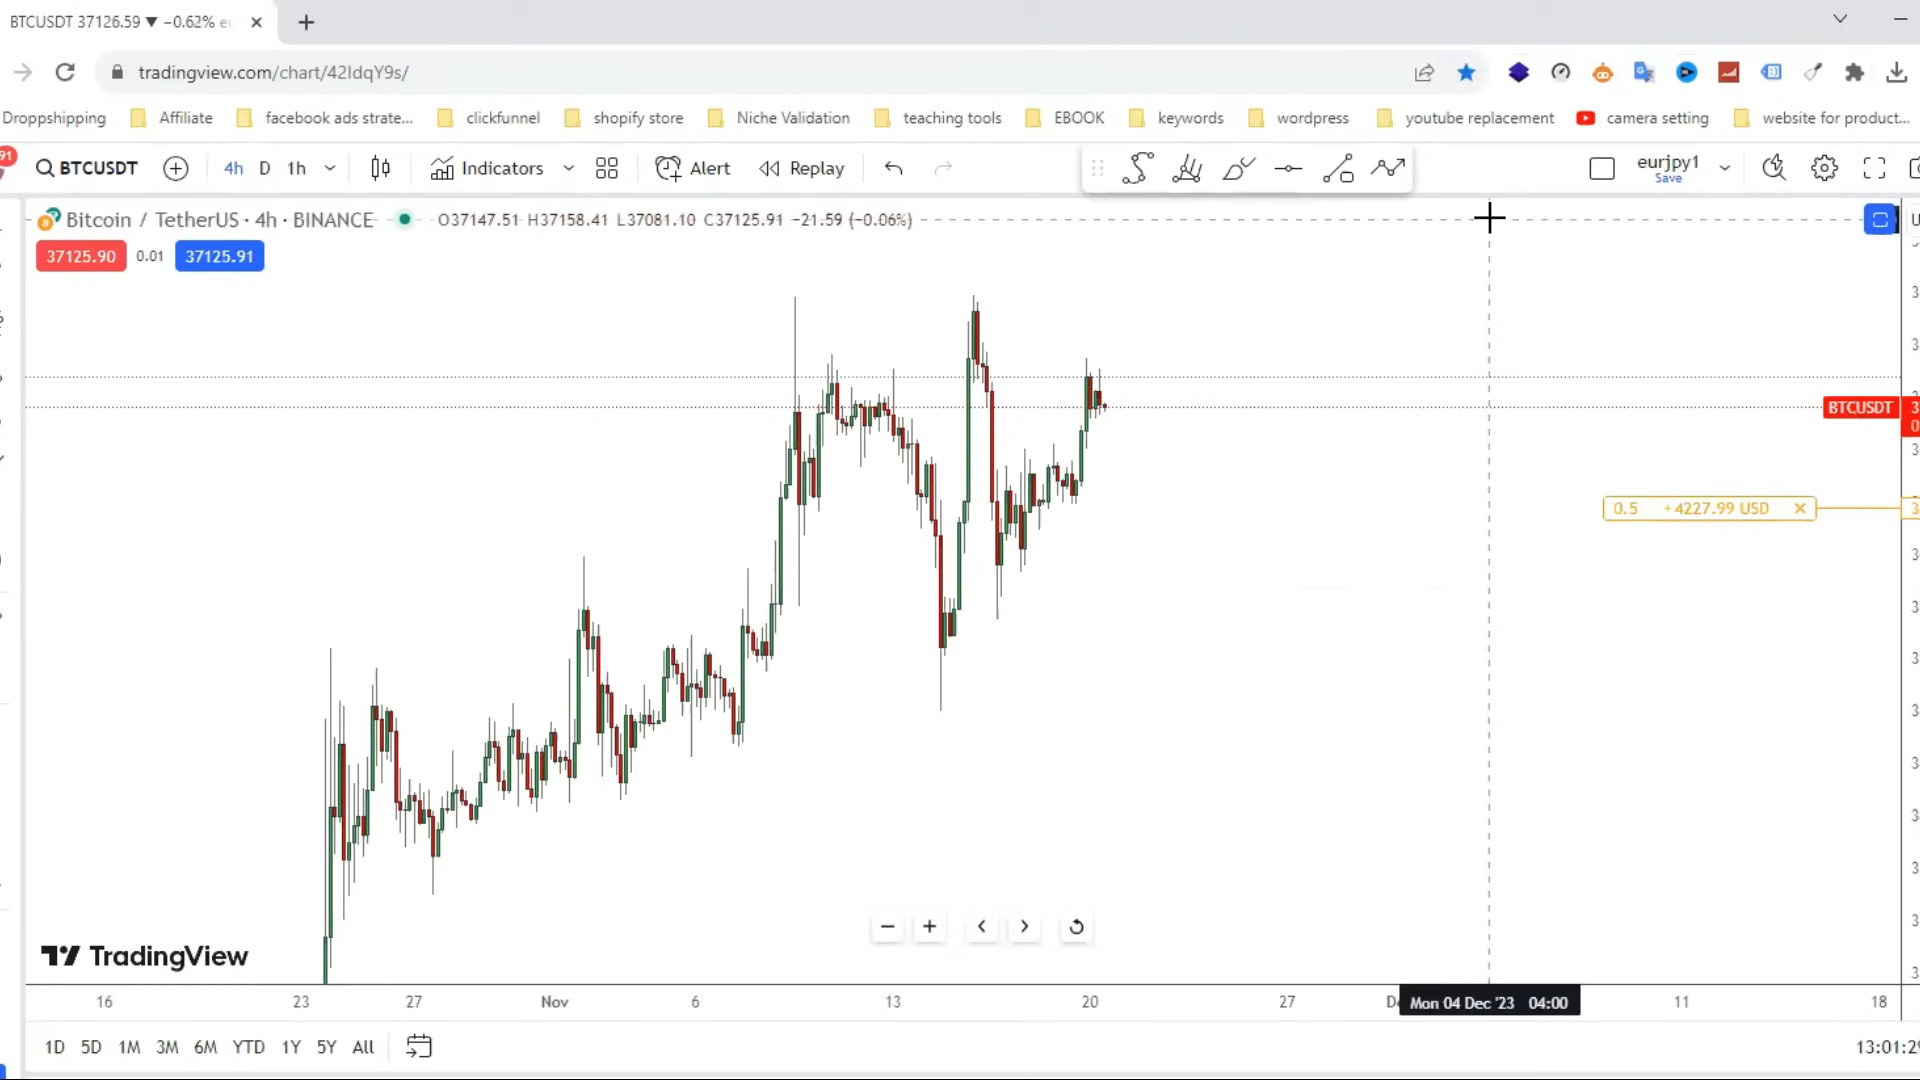 BTCUSDT 37126.59 ▼ −0.62%
tradingview.com/chart/42IdqY9s/
Droppshipping Affiliate facebook ads strate... clickfunnel shopify store Niche Validation teaching tools EBOOK keywords wordpress youtube replacement camera setting website for product...
91
BTCUSDT 4h D 1h Indicators Alert Replay eurjpy1
Save
Bitcoin / TetherUS · 4h · BINANCE O37147.51 H37158.41 L37081.10 C37125.91 −21.59 (−0.06%)
37125.90 0.01 37125.91
BTCUSDT
0.5 +4227.99 USD
TradingView
16 23 27 Nov 6 13 20 27 Mon 04 Dec '23 04:00 11 18
1D 5D 1M 3M 6M YTD 1Y 5Y All